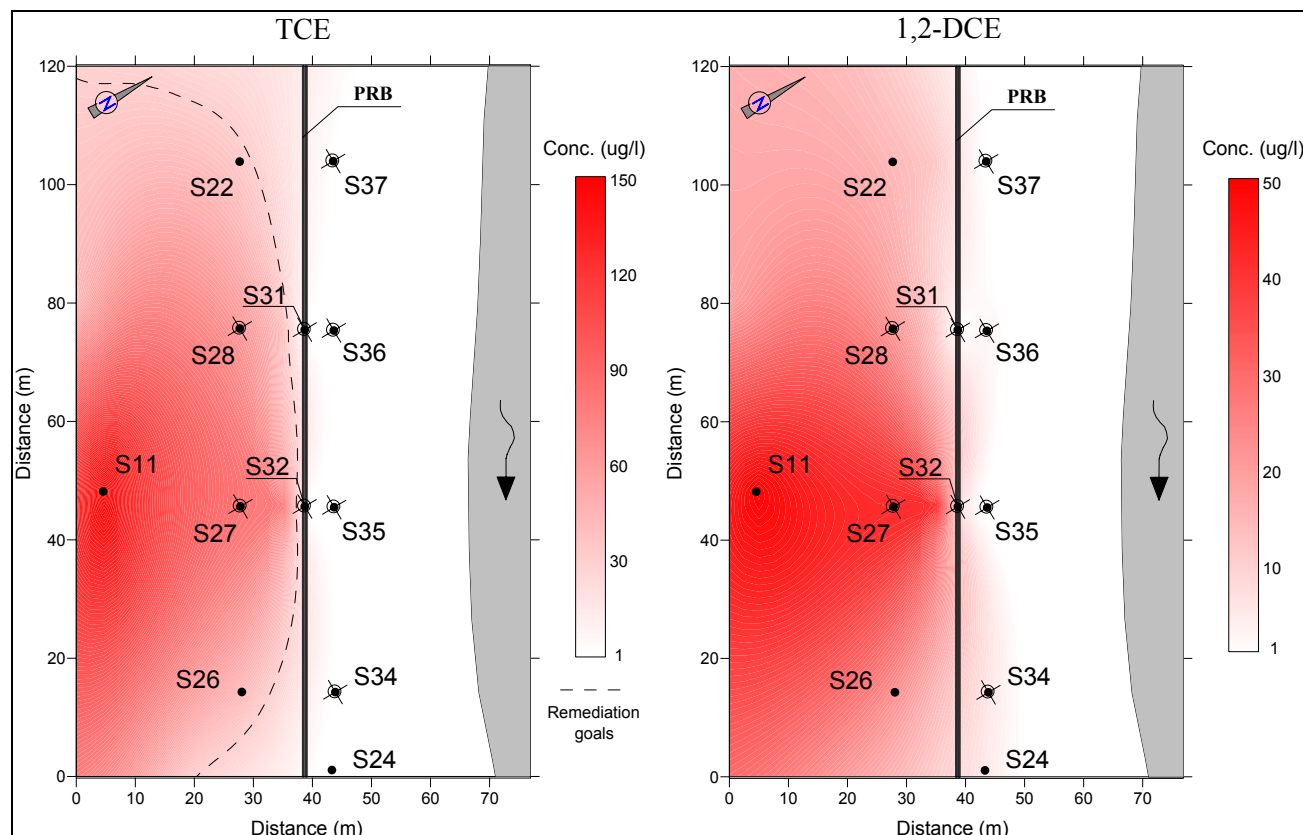 TCE
120
100
80
60
40
20
0
Distance (m)
N
PRB
S22
S37
S31
S28
S36
S11
S32
S27
S35
S26
S34
S24
0
10
20
30
40
50
60
70
Distance (m)
Conc. (ug/l)
150
120
90
60
30
1
Remediation
goals
1,2-DCE
120
100
80
60
40
20
0
Distance (m)
N
PRB
S22
S37
S31
S28
S36
S11
S32
S27
S35
S26
S34
S24
0
10
20
30
40
50
60
70
Distance (m)
Conc. (ug/l)
50
40
30
20
10
1